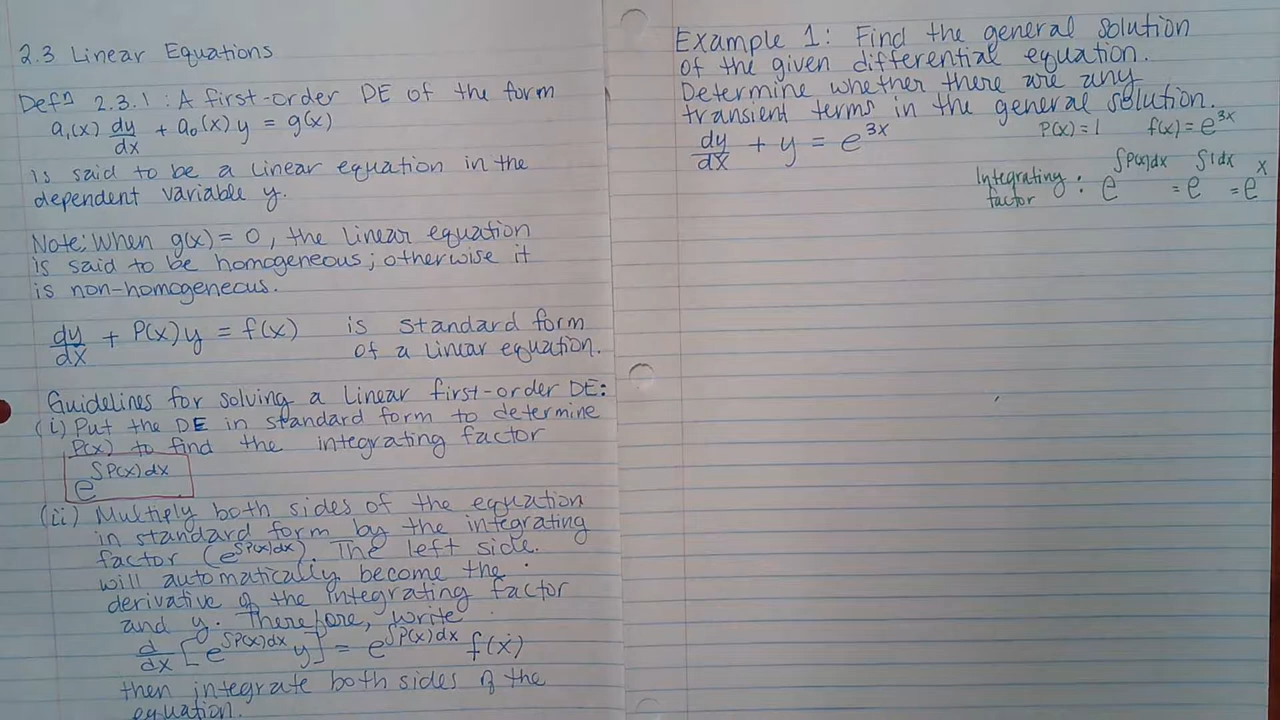 2.3 Linear Equations
Defⁿ 2.3.1: A first-order DE of the form
a₁(x) dy/dx + a₀(x) y = g(x)
is said to be a linear equation in the
dependent variable y.
Note: When g(x) = 0, the linear equation
is said to be homogeneous; otherwise it
is non-homogeneous.
dy/dx + P(x)y = f(x) is standard form
of a linear equation.
Guidelines for solving a linear first-order DE:
(i) Put the DE in standard form to determine
P(x) to find the integrating factor
e^∫P(x)dx
(ii) Multiply both sides of the equation
in standard form by the integrating
factor (e^∫P(x)dx). The left side
will automatically become the
derivative of the integrating factor
and y. Therefore, write
d/dx [e^∫P(x)dx y] = e^∫P(x)dx f(x)
then integrate both sides of the
equation.
Example 1: Find the general solution
of the given differential equation.
Determine whether there are any
transient terms in the general solution.
dy/dx + y = e^3x P(x) = 1 f(x) = e^3x
Integrating factor : e^∫P(x)dx = e^∫1dx = e^x